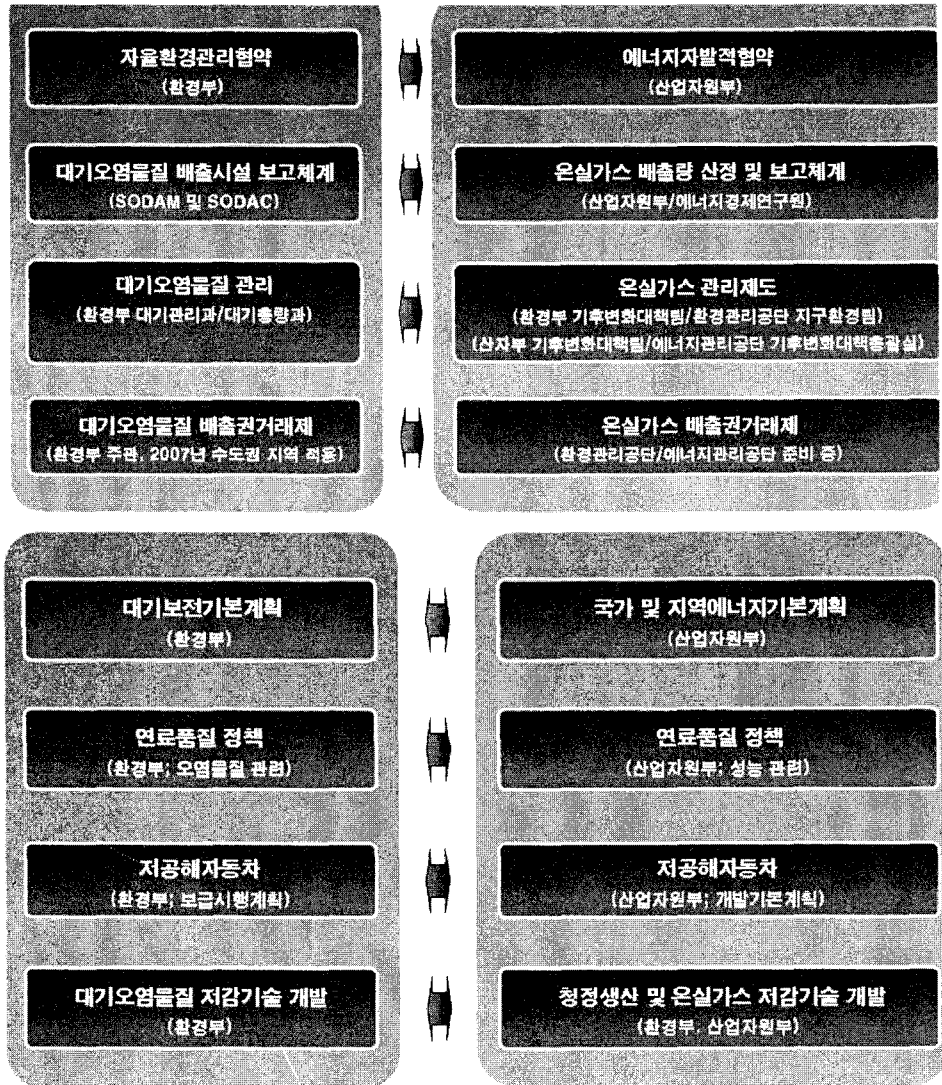 자율환경관리협약
(환경부)
에너지자발적협약
(산업자원부)
대기오염물질 배출시설 보고체계
(SODAM 및 SODAC)
온실가스 배출량 산정 및 보고체계
(산업자원부/에너지경제연구원)
대기오염물질 관리
(환경부 대기관리과/대기총량과)
온실가스 관리제도
(환경부 기후변화대책팀/환경관리공단 지구환경팀)
(산자부 기후변화대책팀/에너지관리공단 기후변화대책총괄실)
대기오염물질 배출권거래제
(환경부 주관, 2007년 수도권 지역 적용)
온실가스 배출권거래제
(환경관리공단/에너지관리공단 준비 중)
대기보전기본계획
(환경부)
국가 및 지역에너지기본계획
(산업자원부)
연료품질 정책
(환경부; 오염물질 관련)
연료품질 정책
(산업자원부; 성능 관련)
저공해자동차
(환경부; 보급시행계획)
저공해자동차
(산업자원부; 개발기본계획)
대기오염물질 저감기술 개발
(환경부)
청정생산 및 온실가스 저감기술 개발
(환경부, 산업자원부)